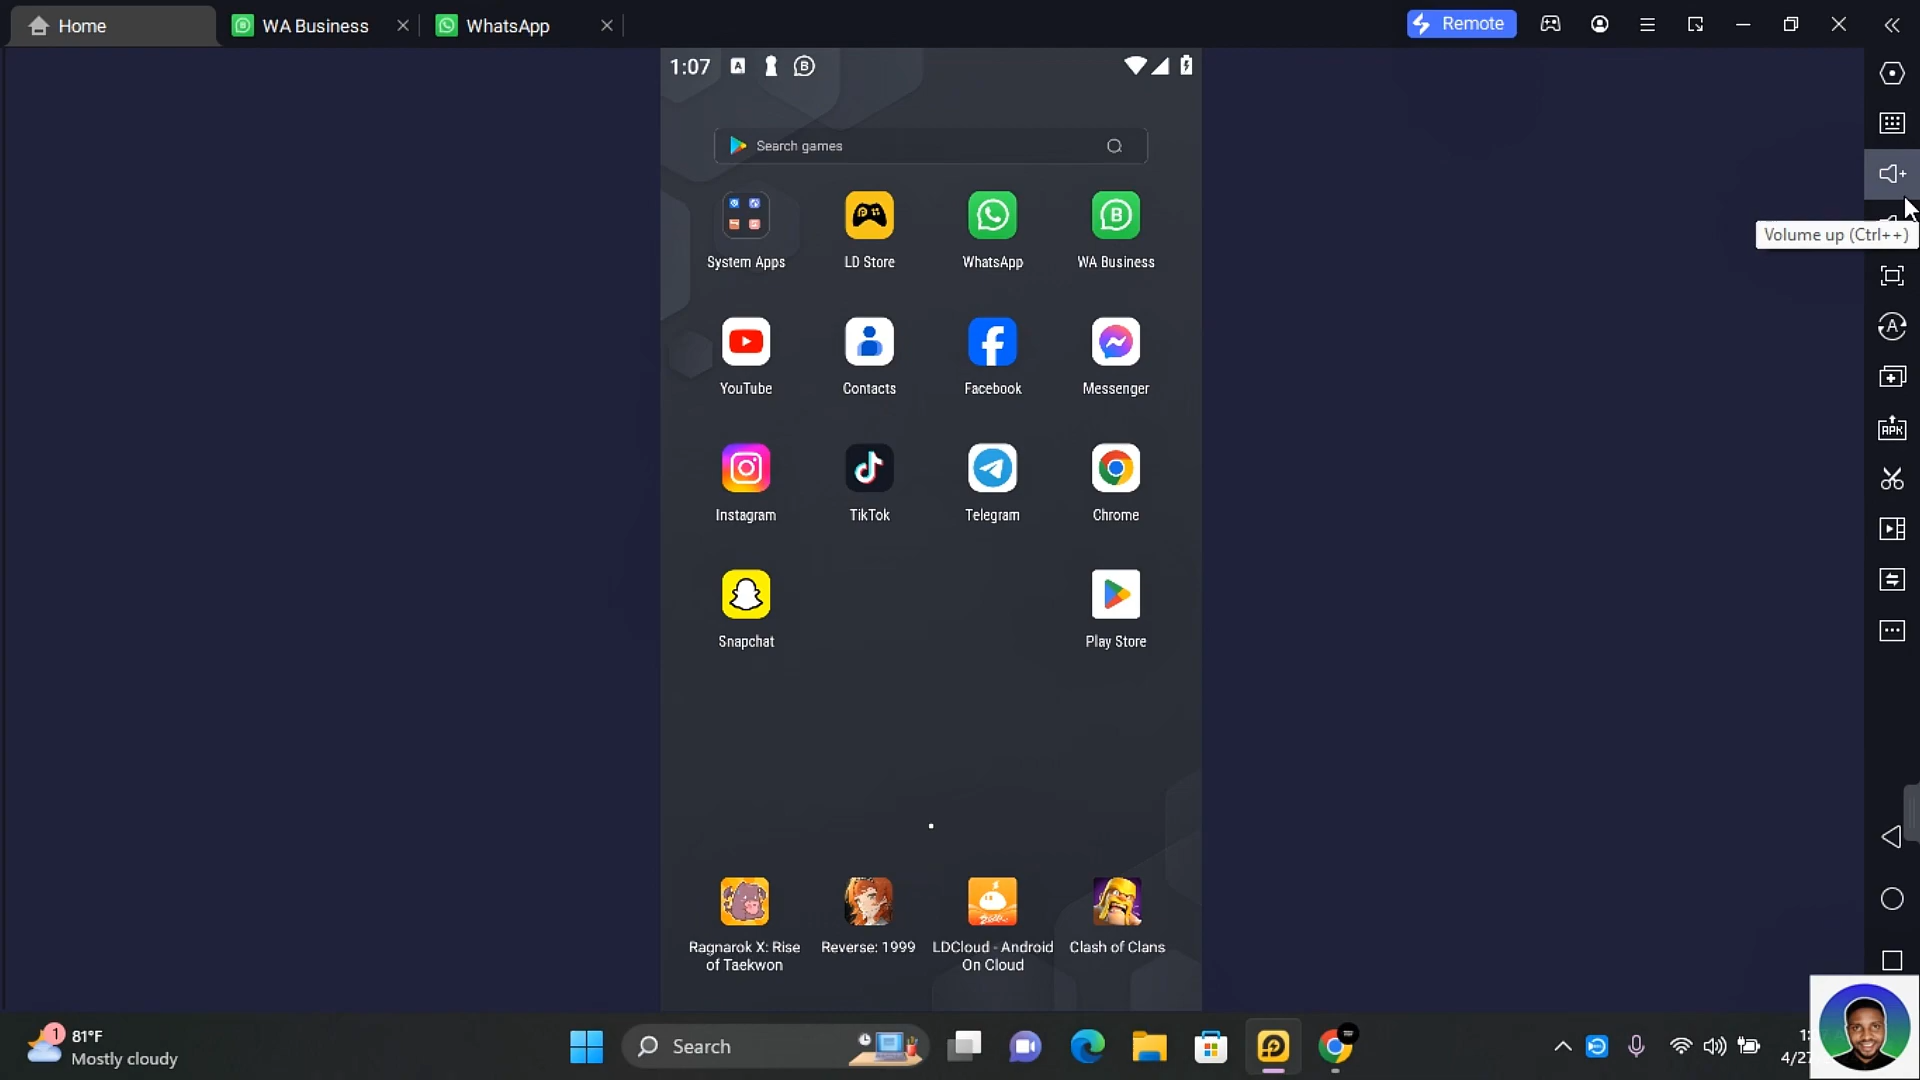 Home
WA Business
WhatsApp
Remote
1:07
Search games
Volume up (Ctrl++)
System Apps
LD Store
WhatsApp
WA Business
YouTube
Contacts
Facebook
Messenger
Instagram
TikTok
Telegram
Chrome
APK
Snapchat
Play Store
Ragnarok X: Rise
of Taekwon
Reverse: 1999
LDCloud - Android
On Cloud
Clash of Clans
1
81°F
Mostly cloudy
Search